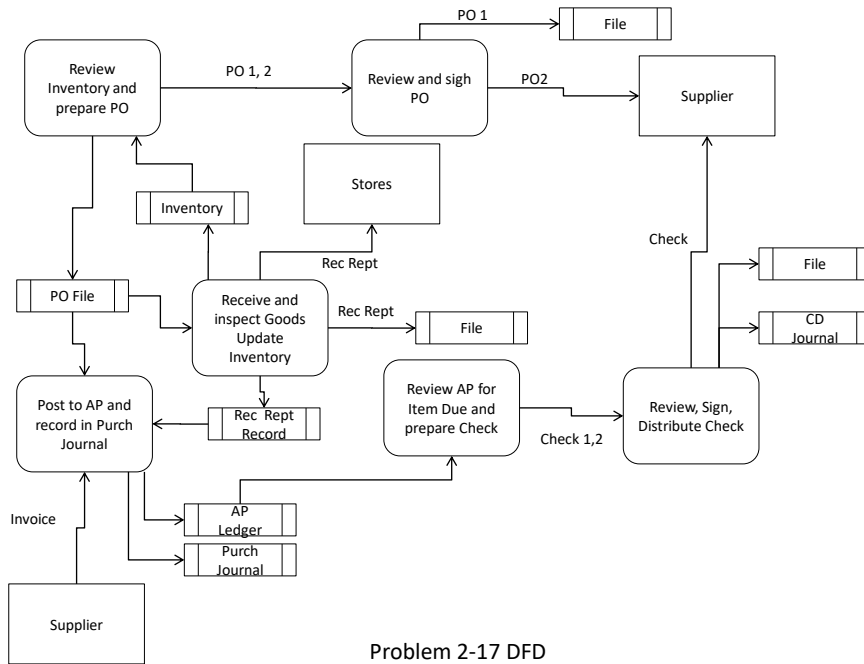 PO 1
File
Review
Inventory and
prepare PO
PO 1, 2
Review and sigh
PO
PO2
Supplier
Stores
Inventory
Check
Rec Rept
File
PO File
Receive and
inspect Goods
Update
Inventory
Rec Rept
File
CD
Journal
Review AP for
Item Due and
prepare Check
Review, Sign,
Distribute Check
Post to AP and
record in Purch
Journal
Rec Rept
Record
Check 1,2
Invoice
AP
Ledger
Purch
Journal
Supplier
Problem 2-17 DFD